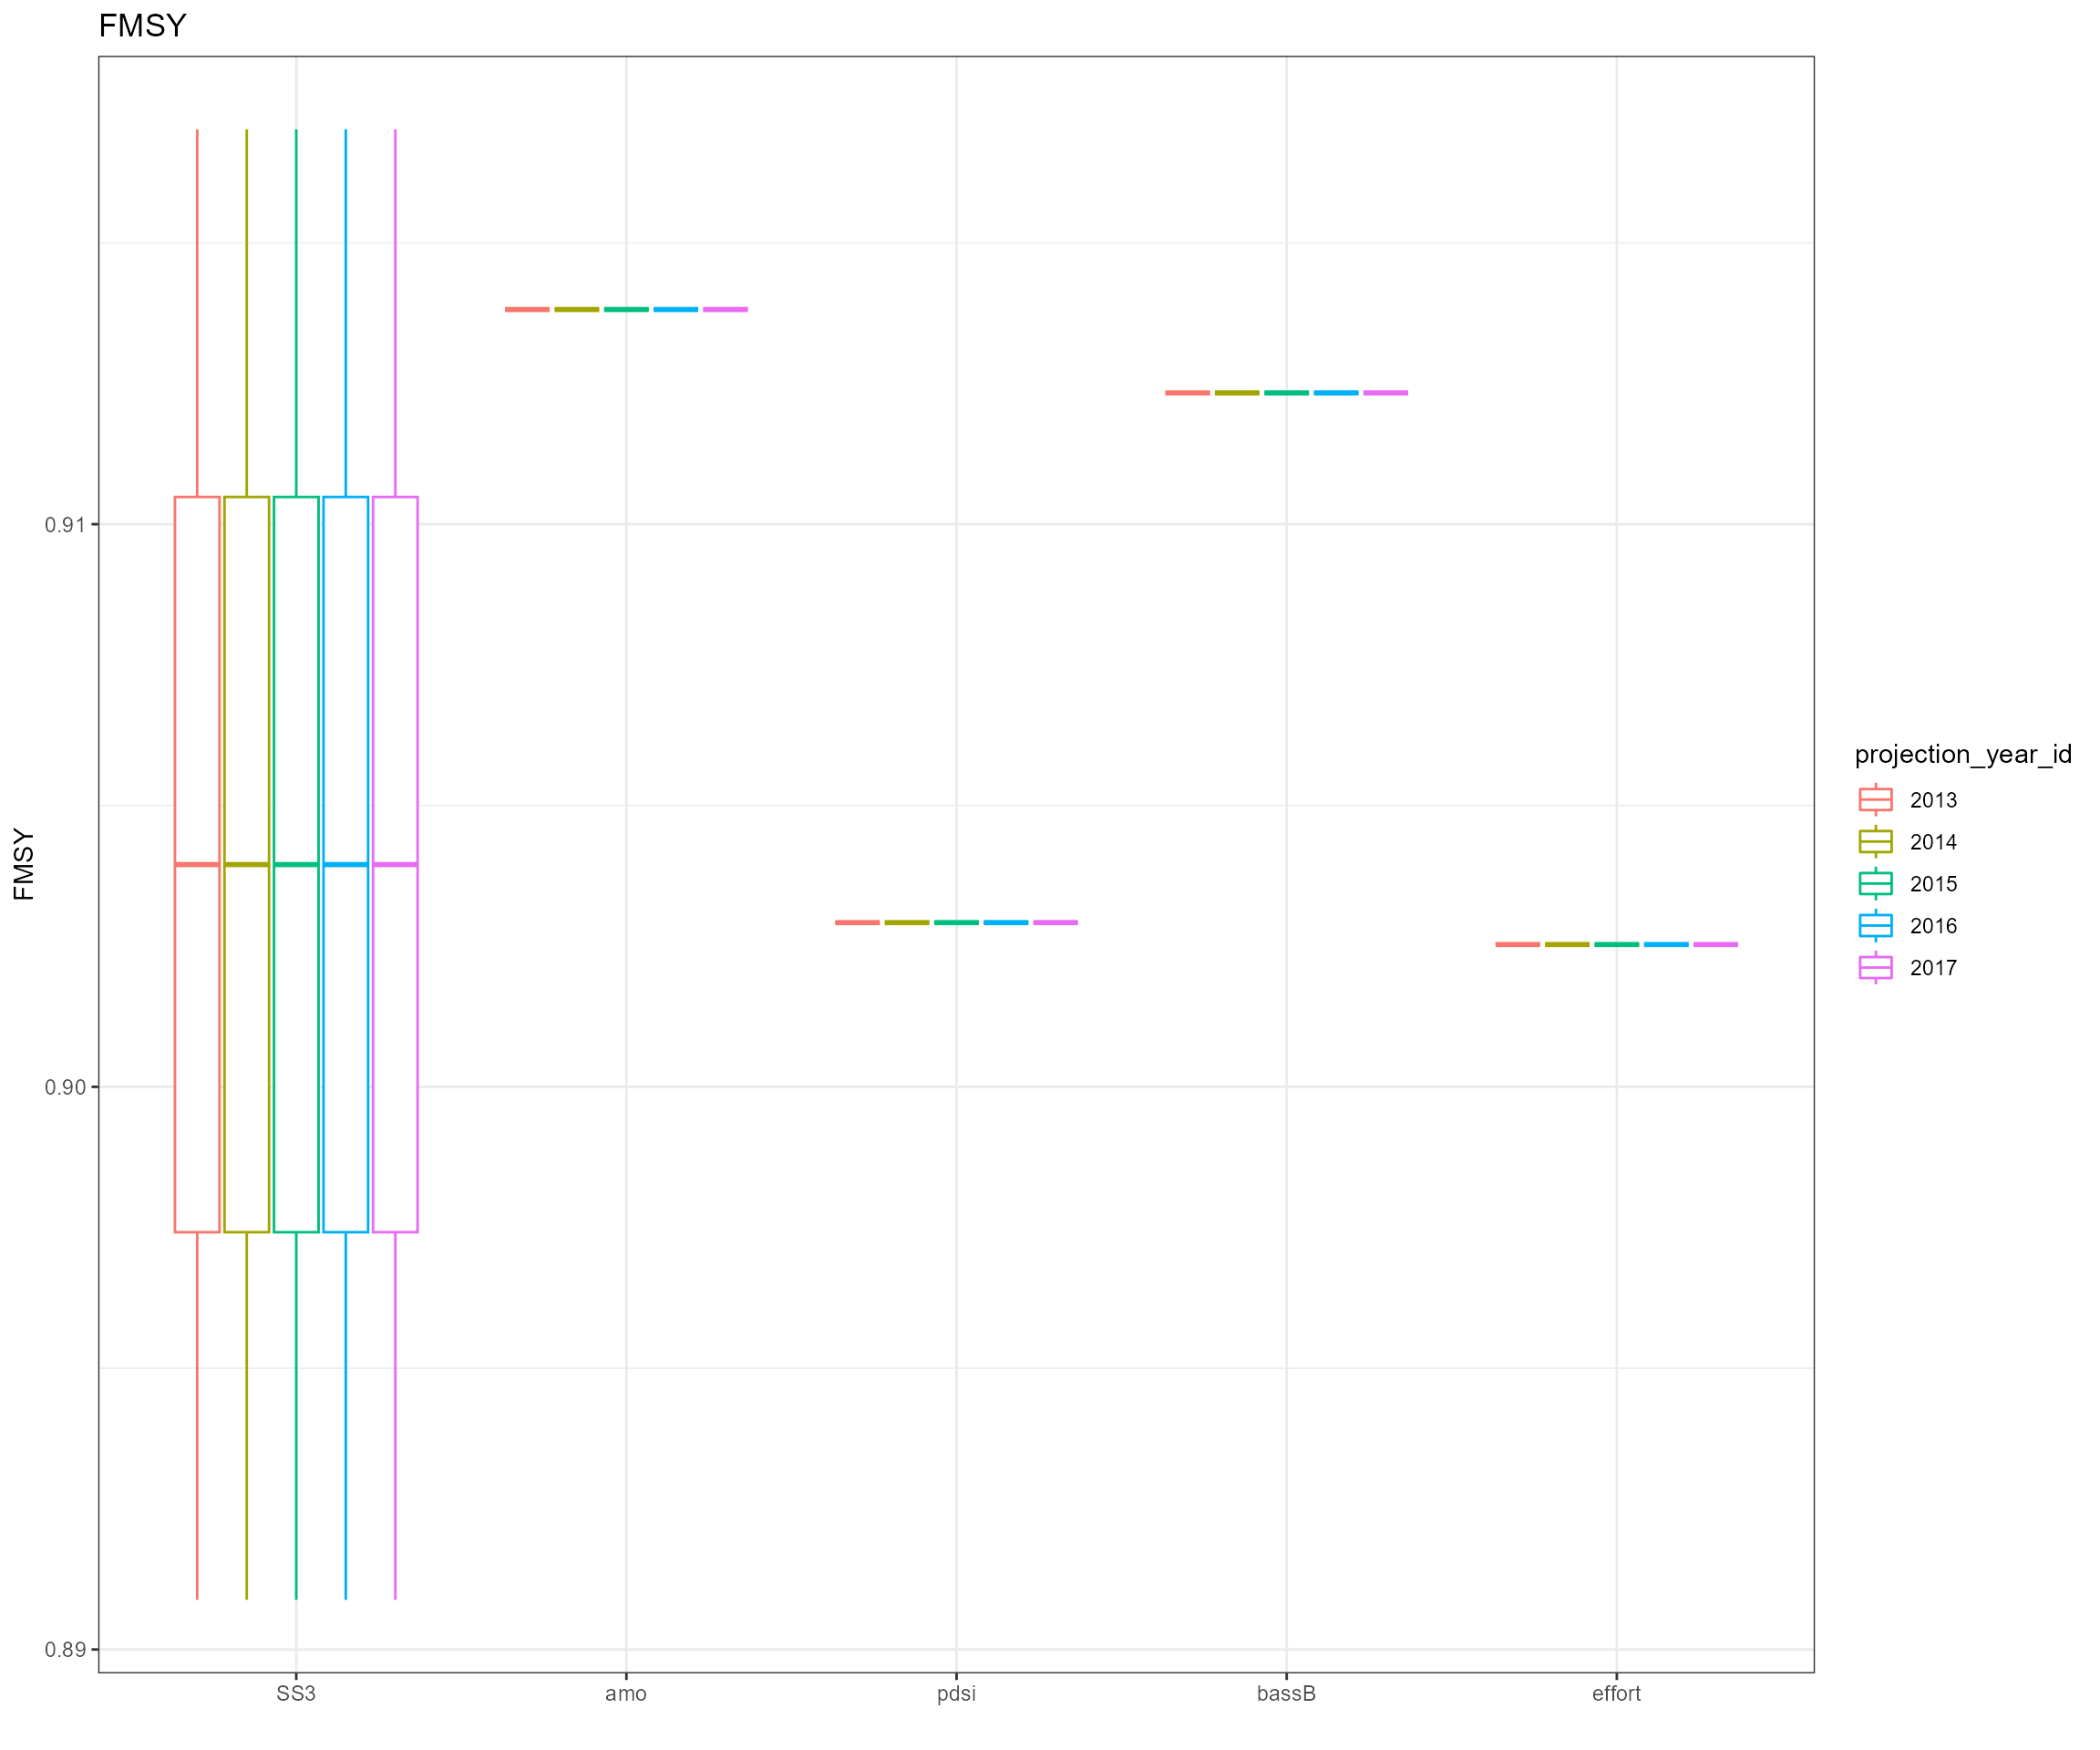 FMSY
FMSY
0.91
0.90
0.89
SS3 amo pdsi bassB effort
projection_year_id
2013
2014
2015
2016
2017